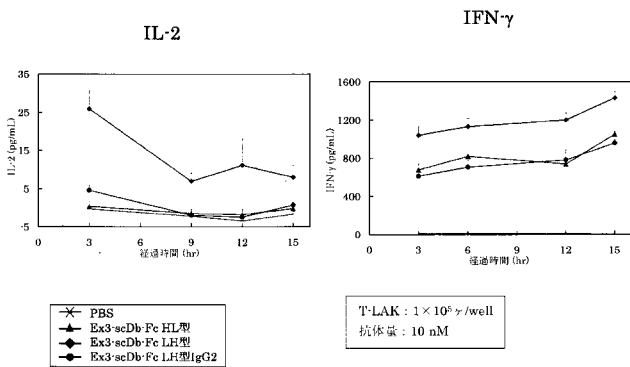 IL-2
IFN-γ
35
25
15
5
-5
IL-2 (pg/mL)
0
3
6
9
12
15
経過時間 (hr)
1600
1200
800
400
0
IFN-γ (pg/mL)
0
3
6
9
12
15
経過時間 (hr)
PBS
Ex3-scDb-Fc HL型
Ex3-scDb-Fc LH型
Ex3-scDb-Fc LH型IgG2
T-LAK : 1×10⁵ヶ/well
抗体量 : 10 nM